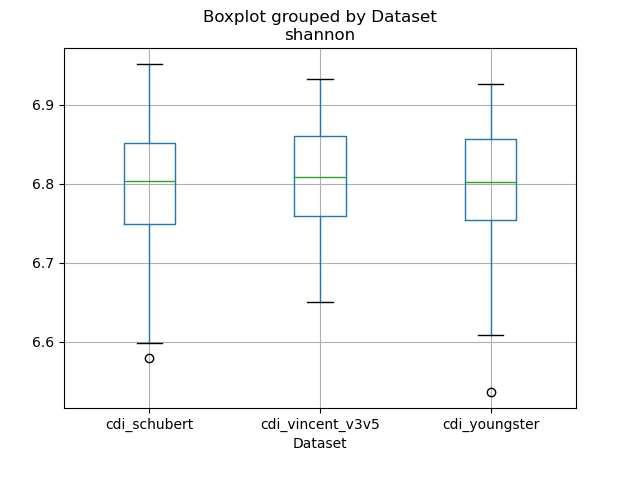 Boxplot grouped by Dataset
shannon
6.9
6.8
6.7
6.6
cdi_schubert cdi_vincent_v3v5 cdi_youngster
Dataset